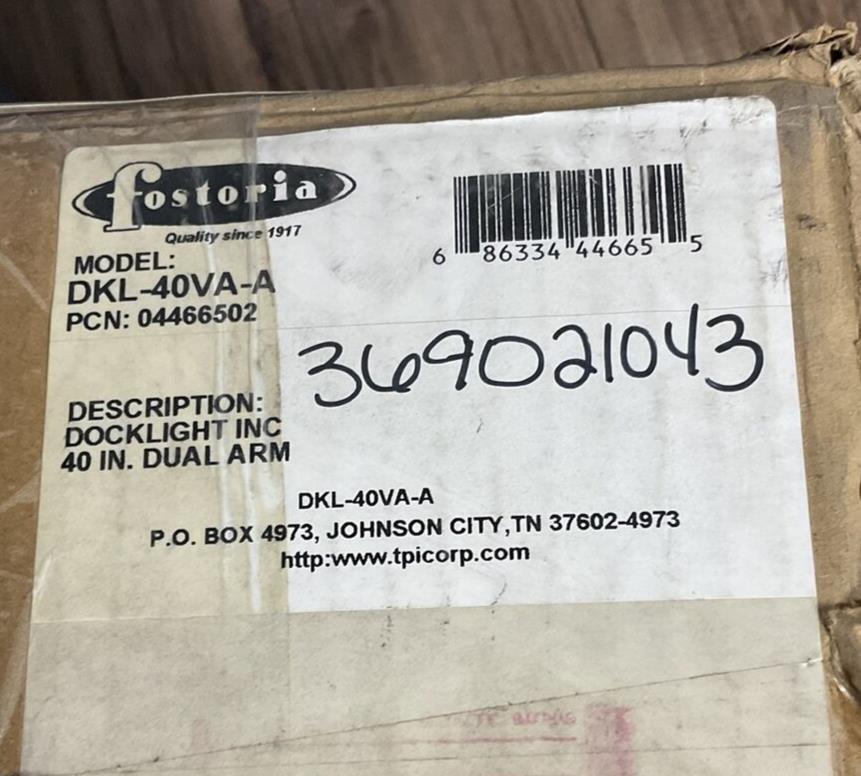 fostoria
Quality since 1917
6 86334 44665 5
MODEL:
DKL-40VA-A
PCN: 04466502
369021043
DESCRIPTION:
DOCKLIGHT INC
40 IN. DUAL ARM
DKL-40VA-A
P.O. BOX 4973, JOHNSON CITY,TN 37602-4973
http:www.tpicorp.com